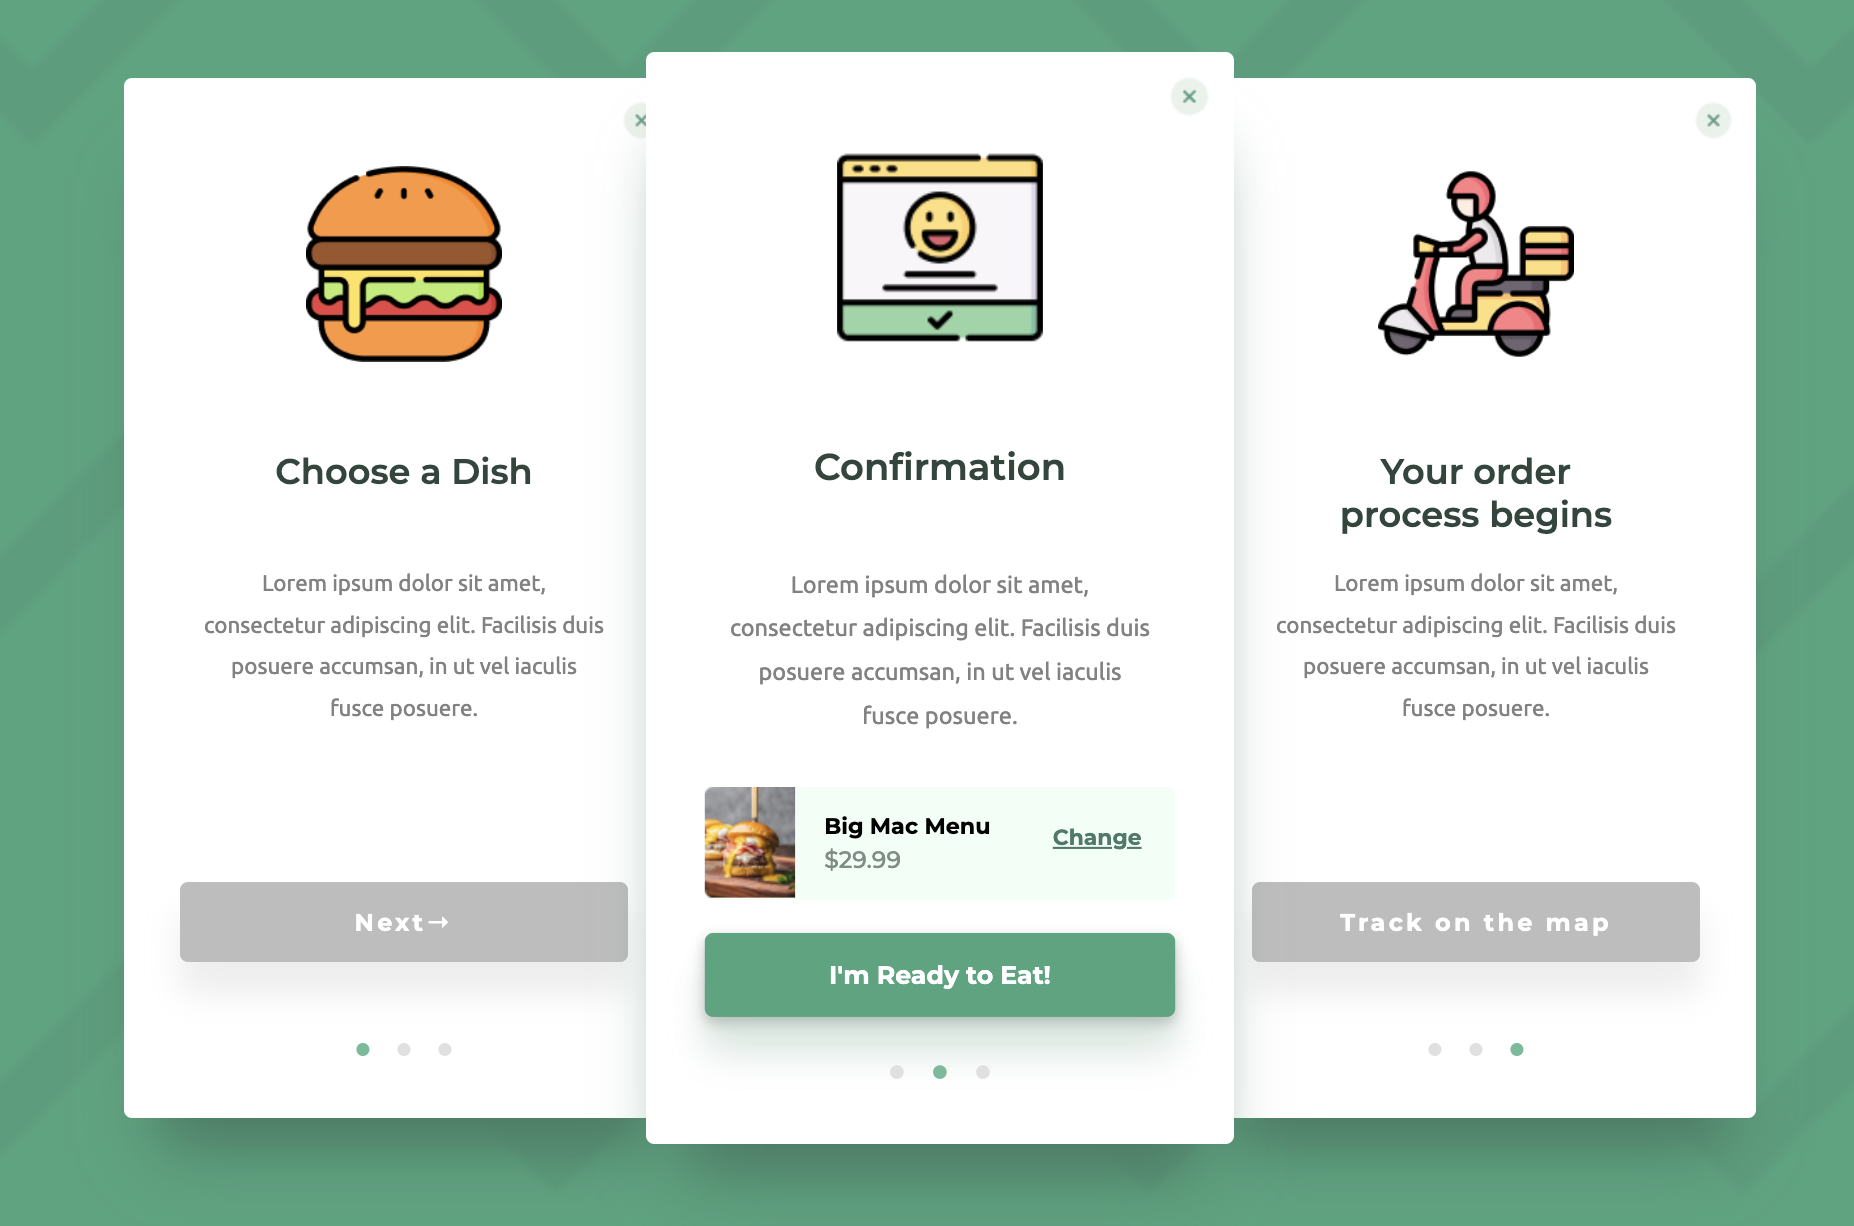 Choose a Dish
Lorem ipsum dolor sit amet,
consectetur adipiscing elit. Facilisis duis
posuere accumsan, in ut vel iaculis
fusce posuere.
Next→
Confirmation
Lorem ipsum dolor sit amet,
consectetur adipiscing elit. Facilisis duis
posuere accumsan, in ut vel iaculis
fusce posuere.
Big Mac Menu
$29.99
Change
I'm Ready to Eat!
Your order
process begins
Lorem ipsum dolor sit amet,
consectetur adipiscing elit. Facilisis duis
posuere accumsan, in ut vel iaculis
fusce posuere.
Track on the map